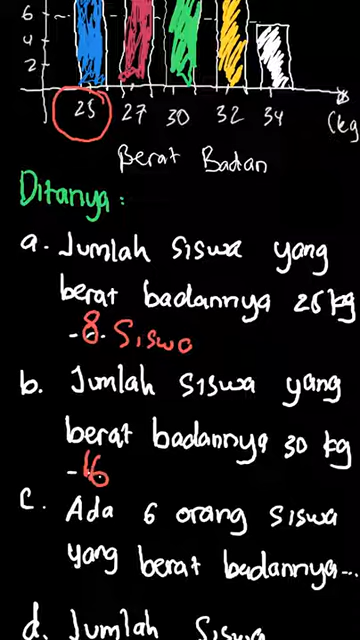 6
4
2
25 27 30 32 34 (kg
Berat Badan
Ditanya :
a. Jumlah siswa yang
berat badannya 25 kg
- 8 siswa
b. Jumlah siswa yang
berat badannya 30 kg
- 16
c. Ada 6 orang siswa
yang berat badannya...
d. Jumlah siswa